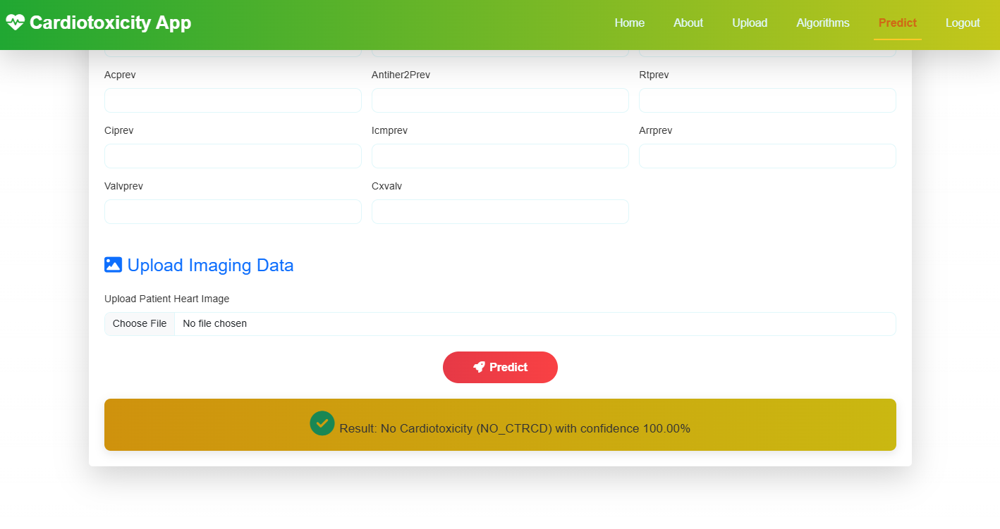 Cardiotoxicity App Home About Upload Algorithms Predict Logout
Acprev Antiher2Prev Rtprev
Ciprev Icmprev Arrprev
Valvprev Cxvalv
Upload Imaging Data
Upload Patient Heart Image
Choose File No file chosen
Predict
Result: No Cardiotoxicity (NO_CTRCD) with confidence 100.00%